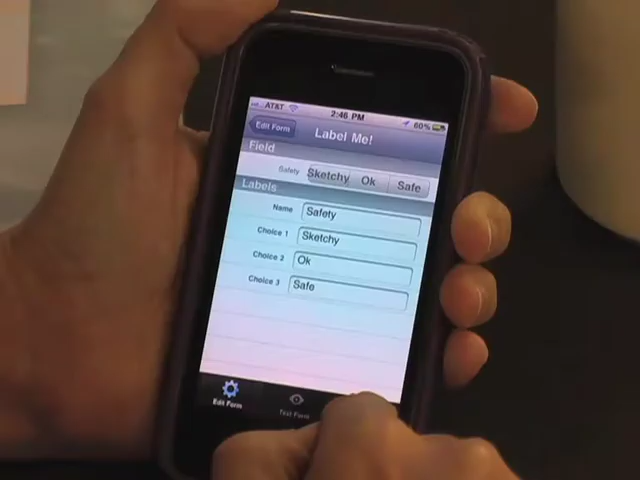 AT&T 2:46 PM 60%
Edit Form Label Me!
Field
Safety Sketchy Ok Safe
Labels
Name Safety
Choice 1 Sketchy
Choice 2 Ok
Choice 3 Safe
Edit Form Test Form